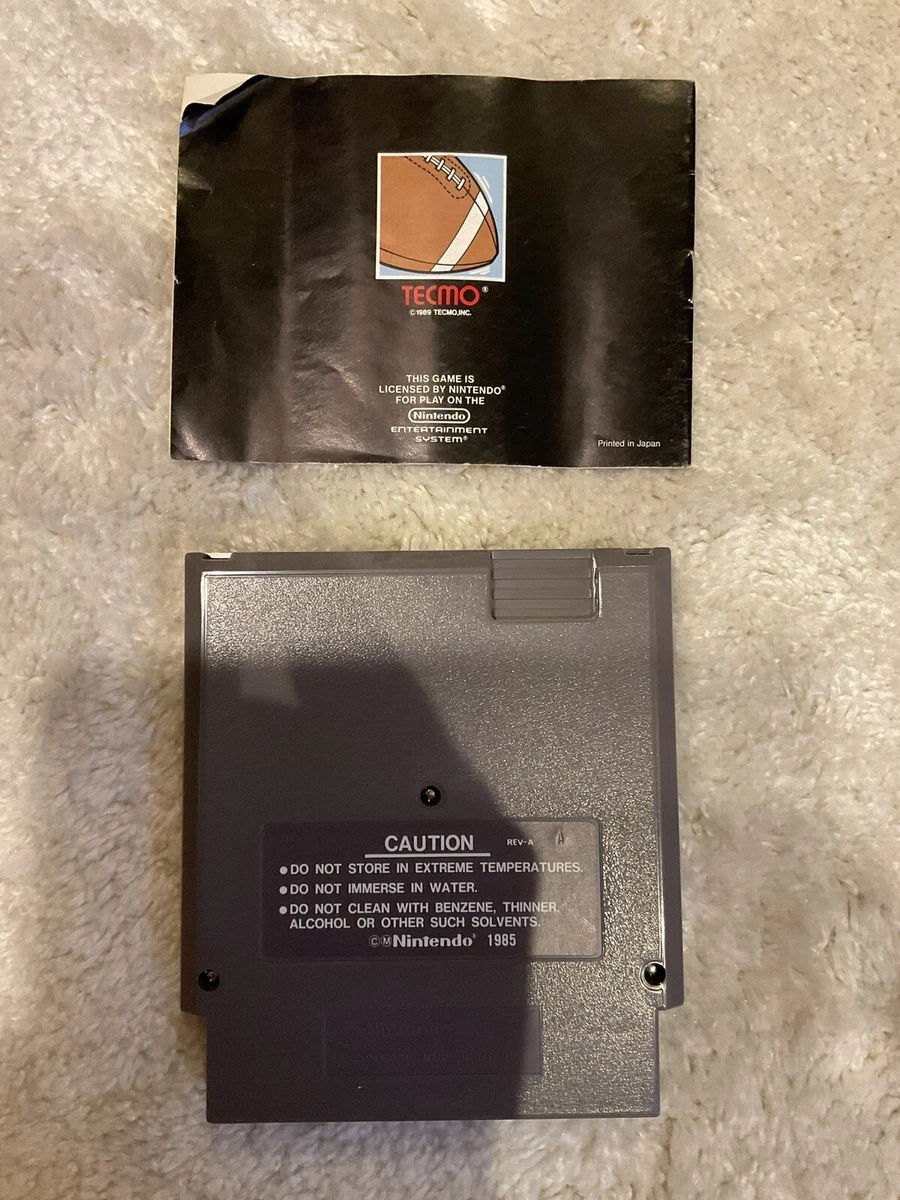 TECMO®
©1989 TECMO,INC.
THIS GAME IS
LICENSED BY NINTENDO®
FOR PLAY ON THE
Nintendo
ENTERTAINMENT
SYSTEM®
Printed in Japan
CAUTION REV-A A
●DO NOT STORE IN EXTREME TEMPERATURES.
●DO NOT IMMERSE IN WATER.
●DO NOT CLEAN WITH BENZENE, THINNER,
ALCOHOL OR OTHER SUCH SOLVENTS.
ⒸⓂNintendo® 1985